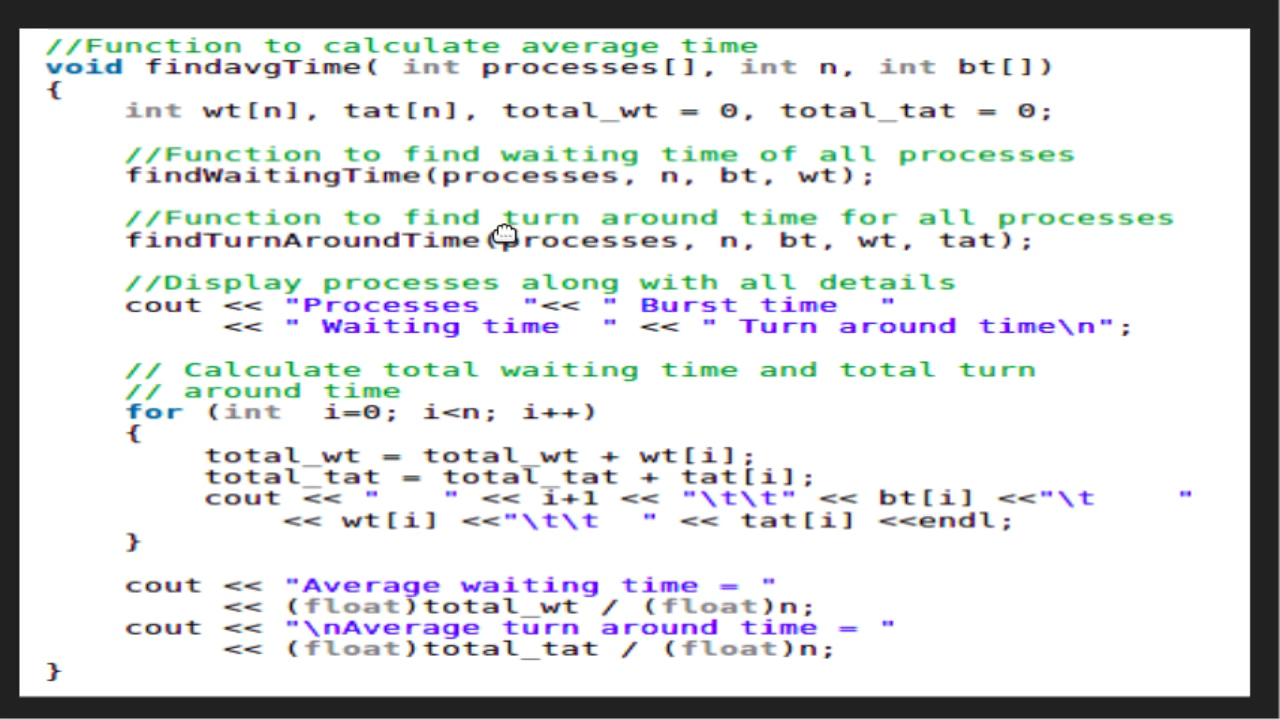 //Function to calculate average time
void findavgTime( int processes[], int n, int bt[])
{
int wt[n], tat[n], total_wt = 0, total_tat = 0;
//Function to find waiting time of all processes
findWaitingTime(processes, n, bt, wt);
//Function to find turn around time for all processes
findTurnAroundTime(processes, n, bt, wt, tat);
//Display processes along with all details
cout << "Processes  "<< " Burst time  "
<< " Waiting time  " << " Turn around time\n";
// Calculate total waiting time and total turn
// around time
for (int  i=0; i<n; i++)
{
total_wt = total_wt + wt[i];
total_tat = total_tat + tat[i];
cout << "   " << i+1 << "\t\t" << bt[i] <<"\t    "
<< wt[i] <<"\t\t  " << tat[i] <<endl;
}
cout << "Average waiting time = "
<< (float)total_wt / (float)n;
cout << "\nAverage turn around time = "
<< (float)total_tat / (float)n;
}